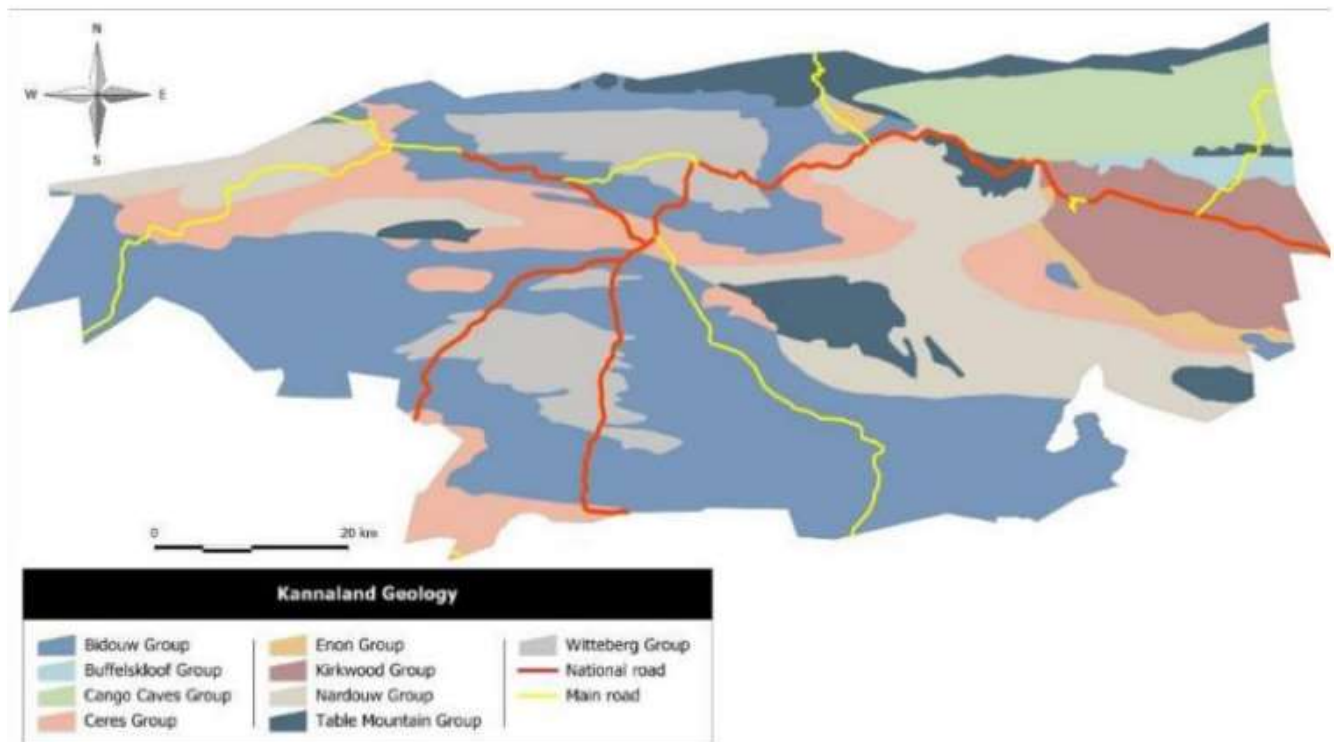 N
W E
S
0 20 km
Kannaland Geology
Bidouw Group
Buffelskloof Group
Cango Caves Group
Ceres Group
Enon Group
Kirkwood Group
Nardouw Group
Table Mountain Group
Witteberg Group
National road
Main road